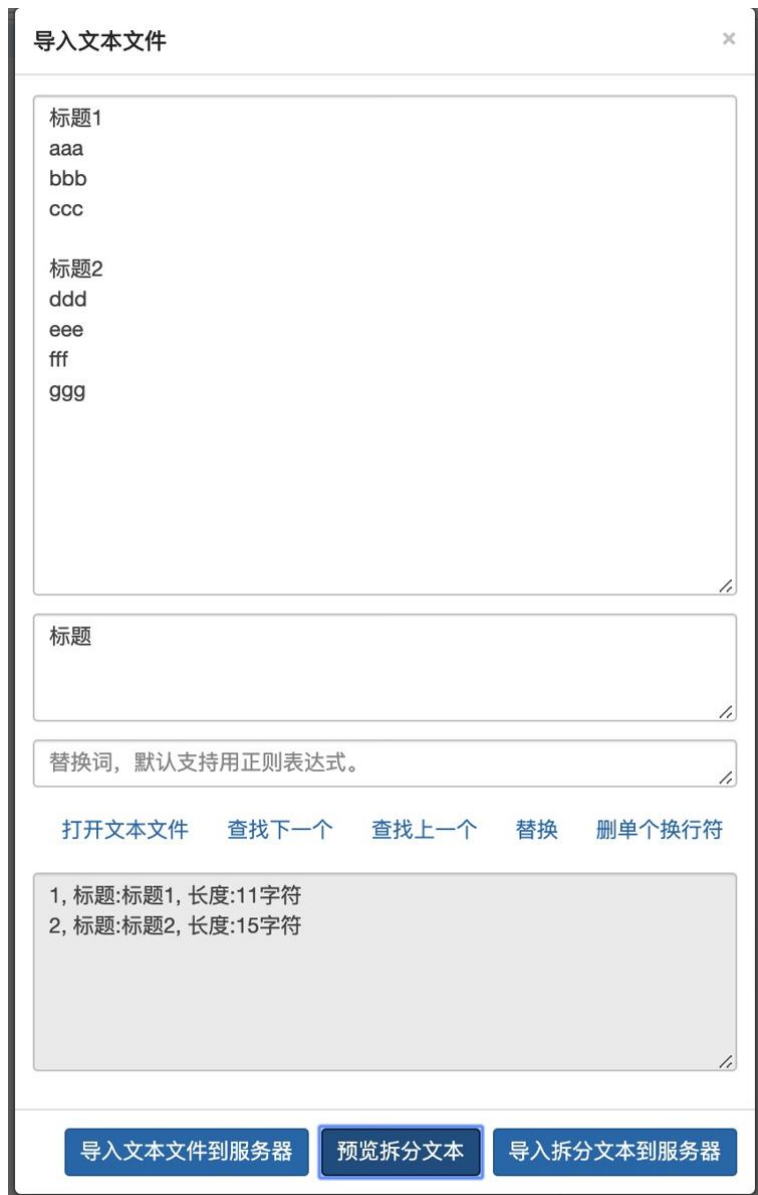 导入文本文件 ×
标题1
aaa
bbb
ccc
标题2
ddd
eee
fff
ggg
标题
替换词，默认支持用正则表达式。
打开文本文件 查找下一个 查找上一个 替换 删单个换行符
1, 标题:标题1, 长度:11字符
2, 标题:标题2, 长度:15字符
导入文本文件到服务器 预览拆分文本 导入拆分文本到服务器